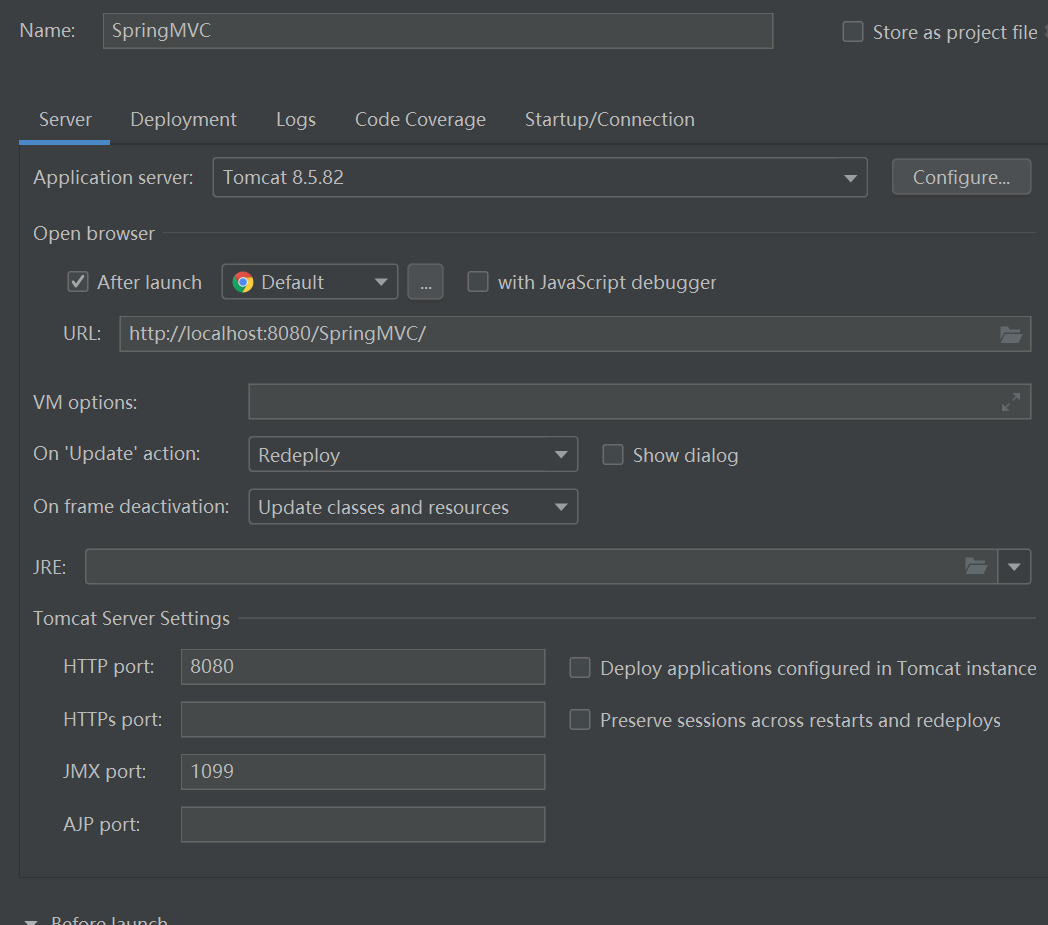 Name: SpringMVC Store as project file
Server Deployment Logs Code Coverage Startup/Connection
Application server: Tomcat 8.5.82 Configure...
Open browser
After launch Default ... with JavaScript debugger
URL: http://localhost:8080/SpringMVC/
VM options:
On 'Update' action: Redeploy Show dialog
On frame deactivation: Update classes and resources
JRE:
Tomcat Server Settings
HTTP port: 8080 Deploy applications configured in Tomcat instance
HTTPs port: Preserve sessions across restarts and redeploys
JMX port: 1099
AJP port:
Before launch